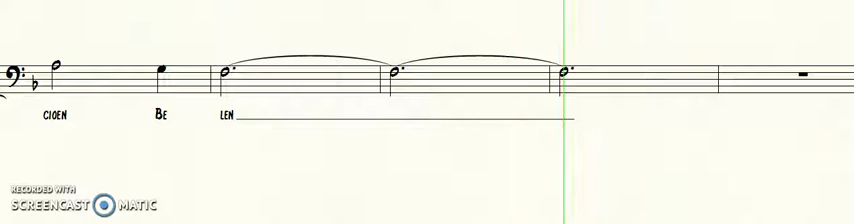 CIOEN BE LEN
RECORDED WITH
SCREENCAST MATIC